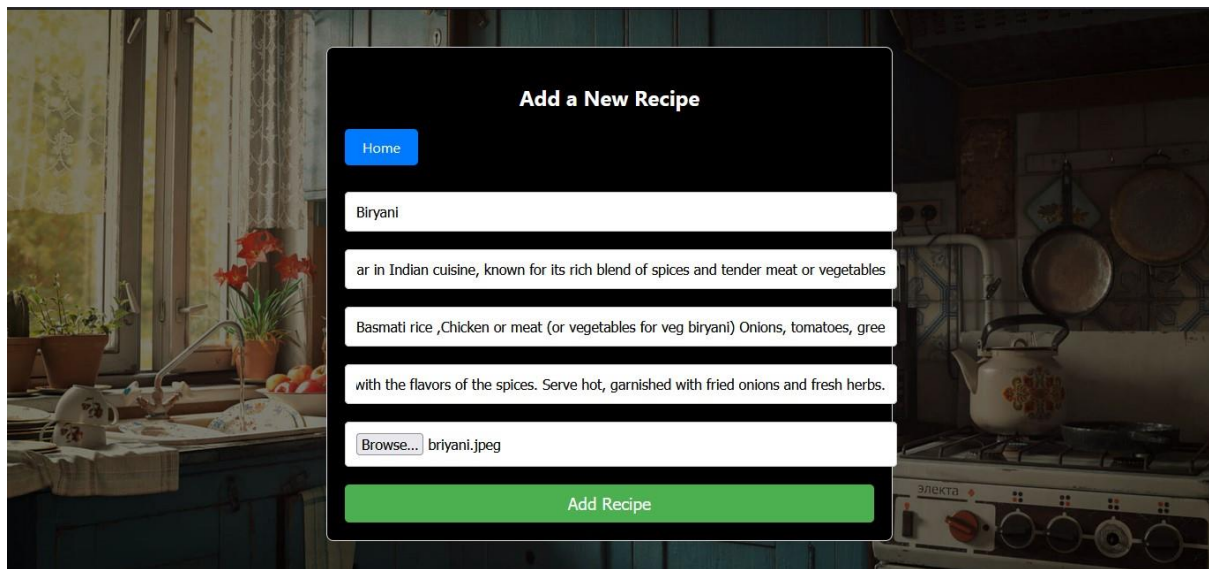 Add a New Recipe
Home
Biryani
ar in Indian cuisine, known for its rich blend of spices and tender meat or vegetables
Basmati rice ,Chicken or meat (or vegetables for veg biryani) Onions, tomatoes, gree
with the flavors of the spices. Serve hot, garnished with fried onions and fresh herbs.
Browse... briyani.jpeg
Add Recipe
электа